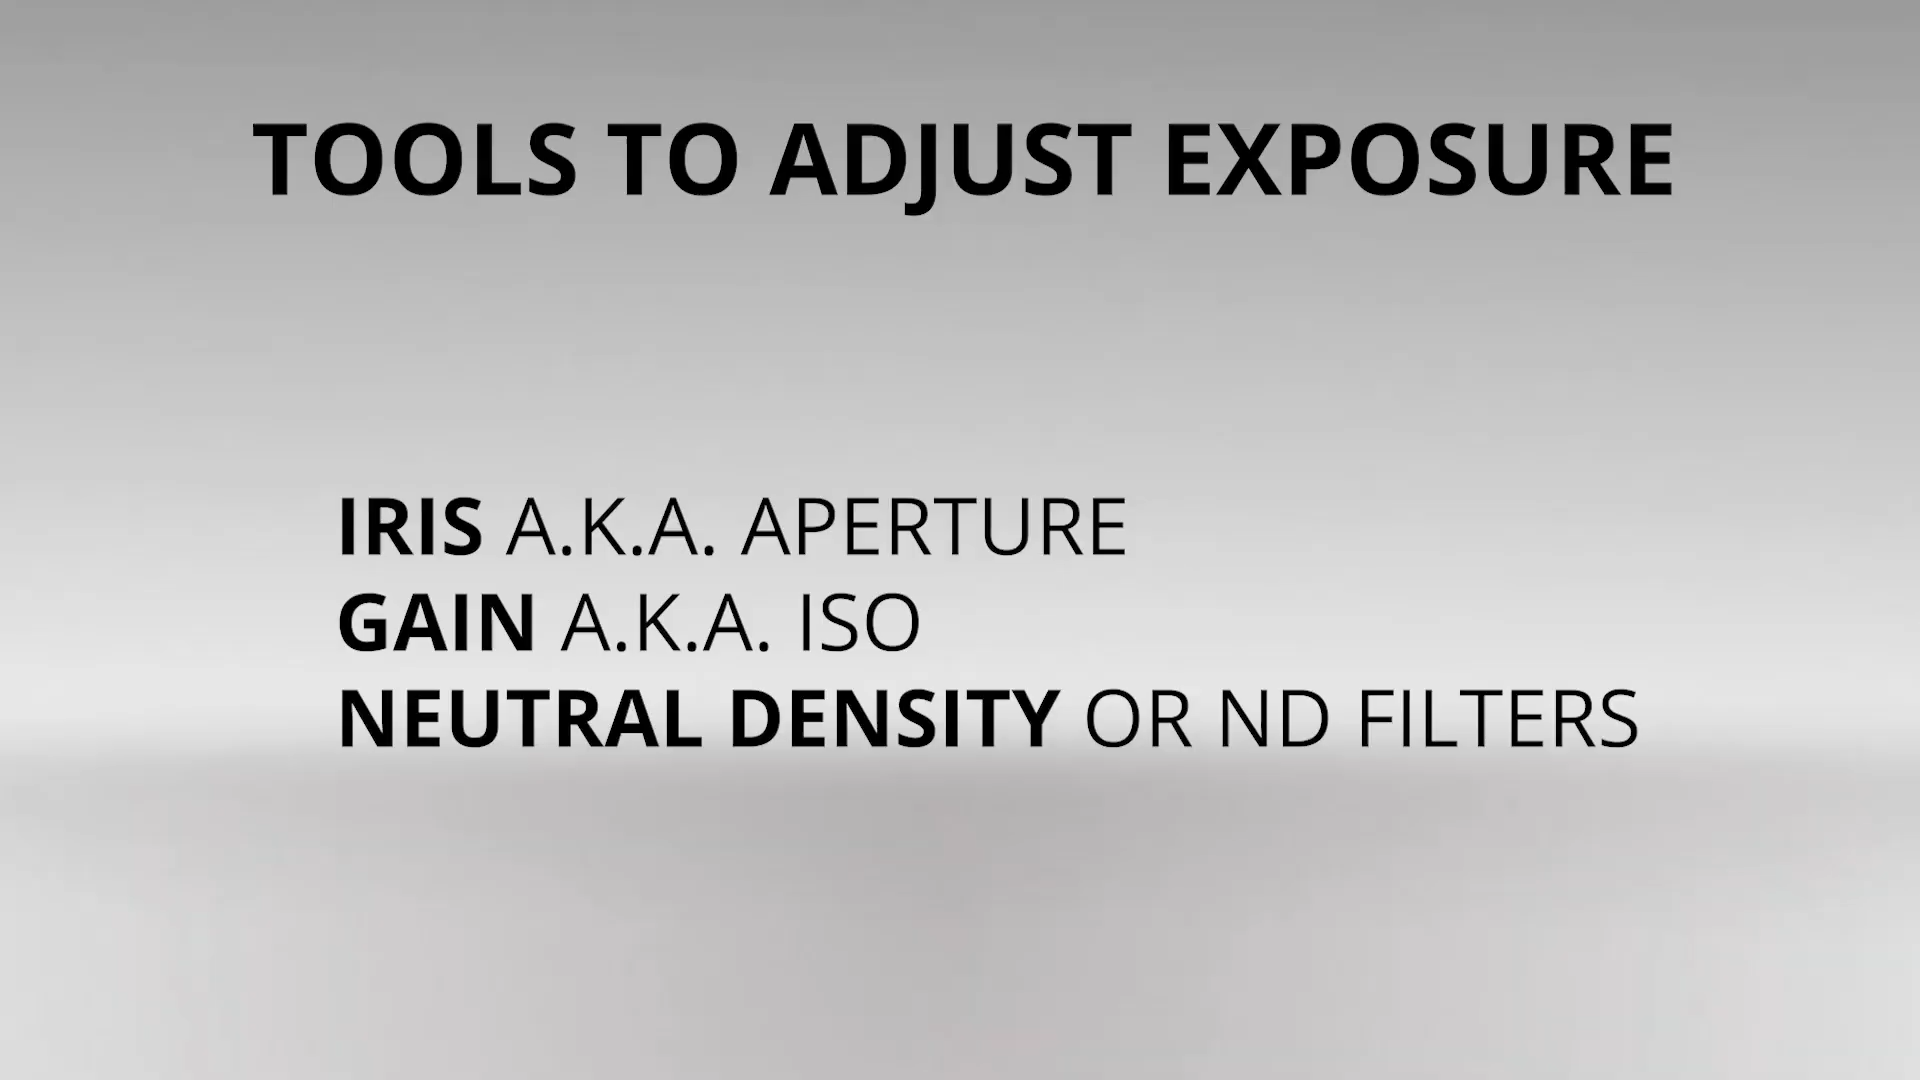 TOOLS TO ADJUST EXPOSURE
IRIS A.K.A. APERTURE
GAIN A.K.A. ISO
NEUTRAL DENSITY OR ND FILTERS